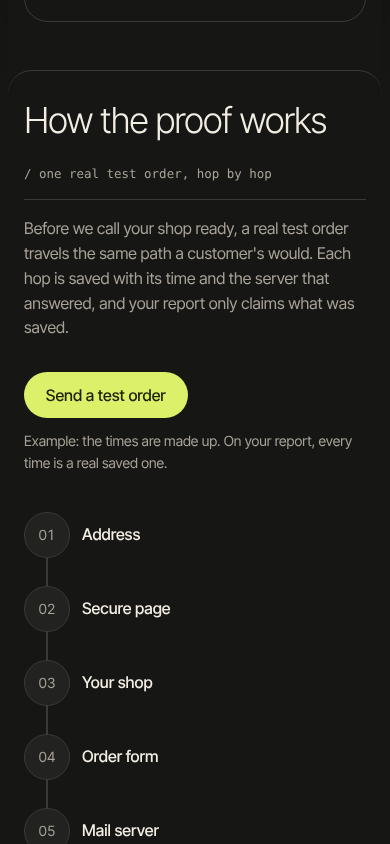 How the proof works
/ one real test order, hop by hop
Before we call your shop ready, a real test order
travels the same path a customer's would. Each
hop is saved with its time and the server that
answered, and your report only claims what was
saved.
Send a test order
Example: the times are made up. On your report, every
time is a real saved one.
01 Address
02 Secure page
03 Your shop
04 Order form
05 Mail server